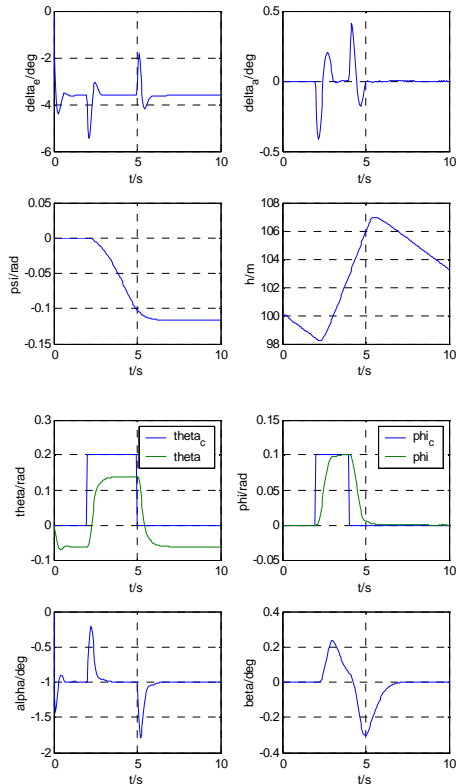 0
-2
-4
-6
delta_e/deg
0 5 10
t/s
0.5
0
-0.5
delta_a/deg
0 5 10
t/s
0.05
0
-0.05
-0.1
-0.15
psi/rad
0 5 10
t/s
108
106
104
102
100
98
h/m
0 5 10
t/s
0.3
0.2
0.1
0
-0.1
theta/rad
theta_c
theta
0 5 10
t/s
0.15
0.1
0.05
0
0.05
phi/rad
phi_c
phi
0 5 10
t/s
0
-0.5
-1
-1.5
-2
alpha/deg
0 5 10
t/s
0.4
0.2
0
-0.2
-0.4
beta/deg
0 5 10
t/s